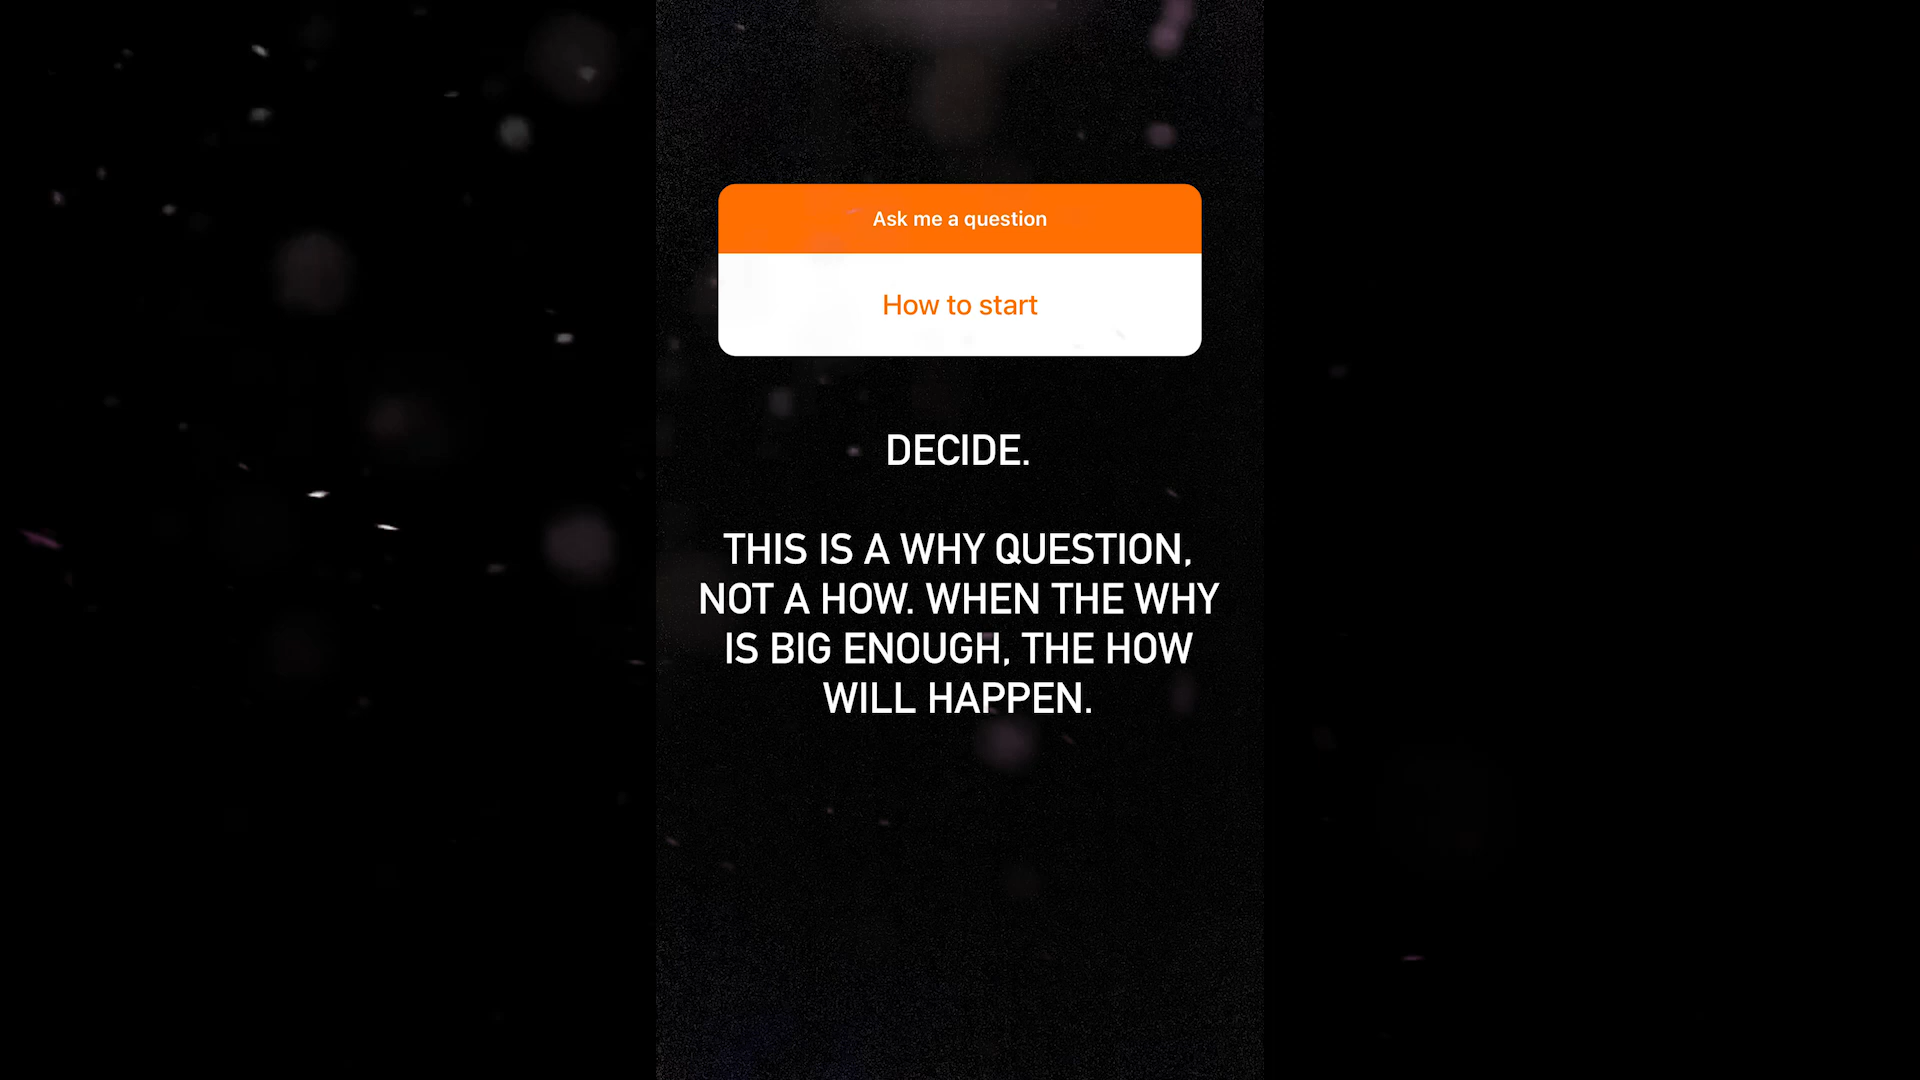 Ask me a question
How to start
DECIDE.
THIS IS A WHY QUESTION,
NOT A HOW. WHEN THE WHY
IS BIG ENOUGH, THE HOW
WILL HAPPEN.